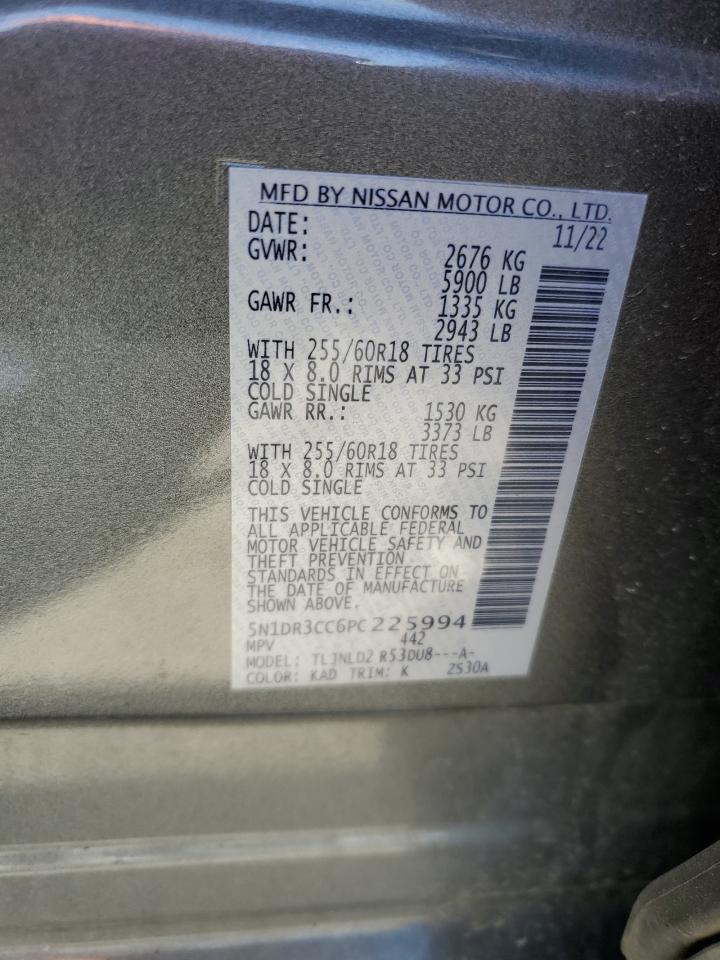 MFD BY NISSAN MOTOR CO., LTD.
DATE: 11/22
GVWR: 2676 KG
5900 LB
GAWR FR.: 1335 KG
2943 LB
WITH 255/60R18 TIRES
18 X 8.0 RIMS AT 33 PSI
COLD SINGLE
GAWR RR.: 1530 KG
3373 LB
WITH 255/60R18 TIRES
18 X 8.0 RIMS AT 33 PSI
COLD SINGLE
THIS VEHICLE CONFORMS TO
ALL APPLICABLE FEDERAL
MOTOR VEHICLE SAFETY AND
THEFT PREVENTION
STANDARDS IN EFFECT ON
THE DATE OF MANUFACTURE
SHOWN ABOVE.
5N1DR3CC6PC225994
MPV 442
MODEL: TLJNLD2 R53DU8---A-
COLOR: KAD TRIM: K ZS30A